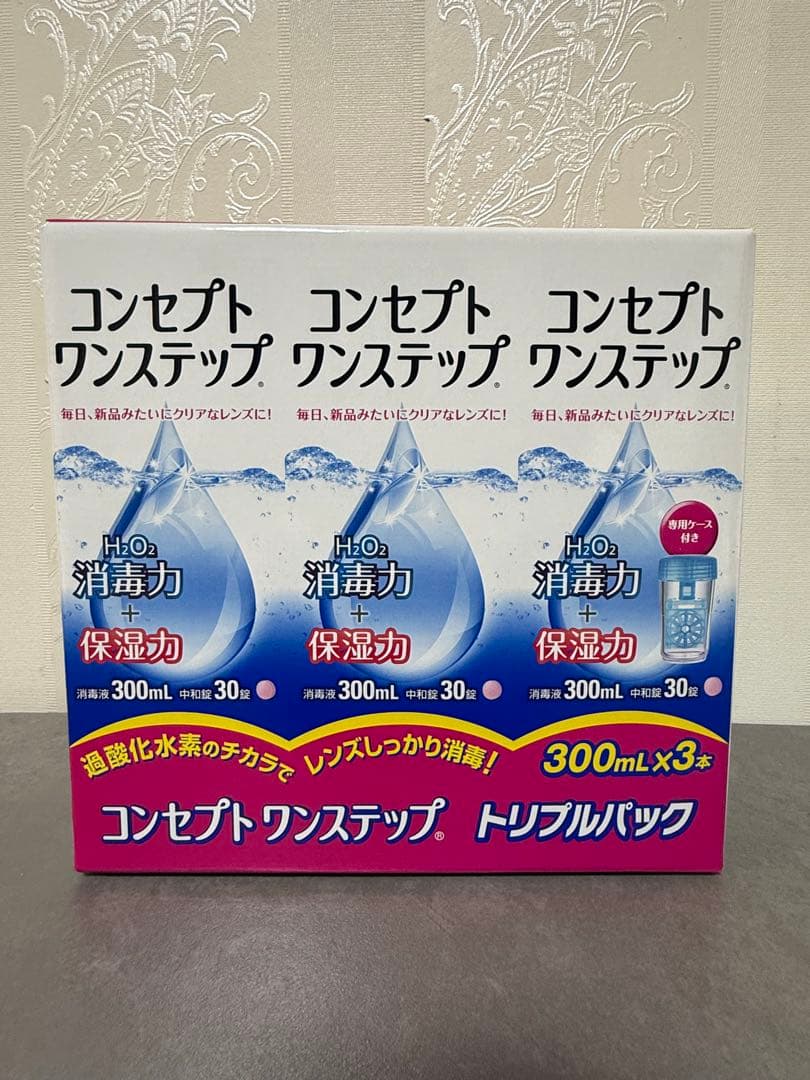 コンセプト
ワンステップ®
毎日、新品みたいにクリアなレンズに!
H2O2
消毒力
+
保湿力
消毒液 300mL 中和錠 30錠
コンセプト
ワンステップ®
毎日、新品みたいにクリアなレンズに!
H2O2
消毒力
+
保湿力
消毒液 300mL 中和錠 30錠
コンセプト
ワンステップ®
毎日、新品みたいにクリアなレンズに!
専用ケース
付き
H2O2
消毒力
+
保湿力
消毒液 300mL 中和錠 30錠
過酸化水素のチカラで レンズしっかり消毒! 300mL×3本
コンセプト ワンステップ® トリプルパック